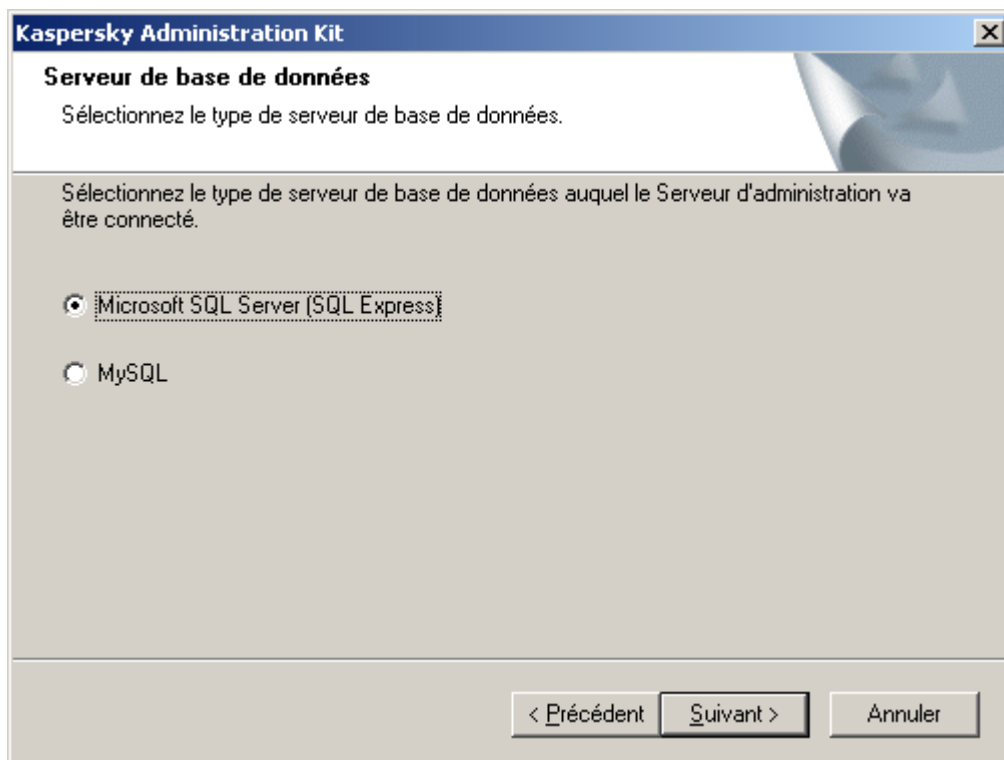 Kaspersky Administration Kit
Serveur de base de données
Sélectionnez le type de serveur de base de données.
Sélectionnez le type de serveur de base de données auquel le Serveur d'administration va
être connecté.
Microsoft SQL Server (SQL Express)
MySQL
< Précédent
Suivant >
Annuler